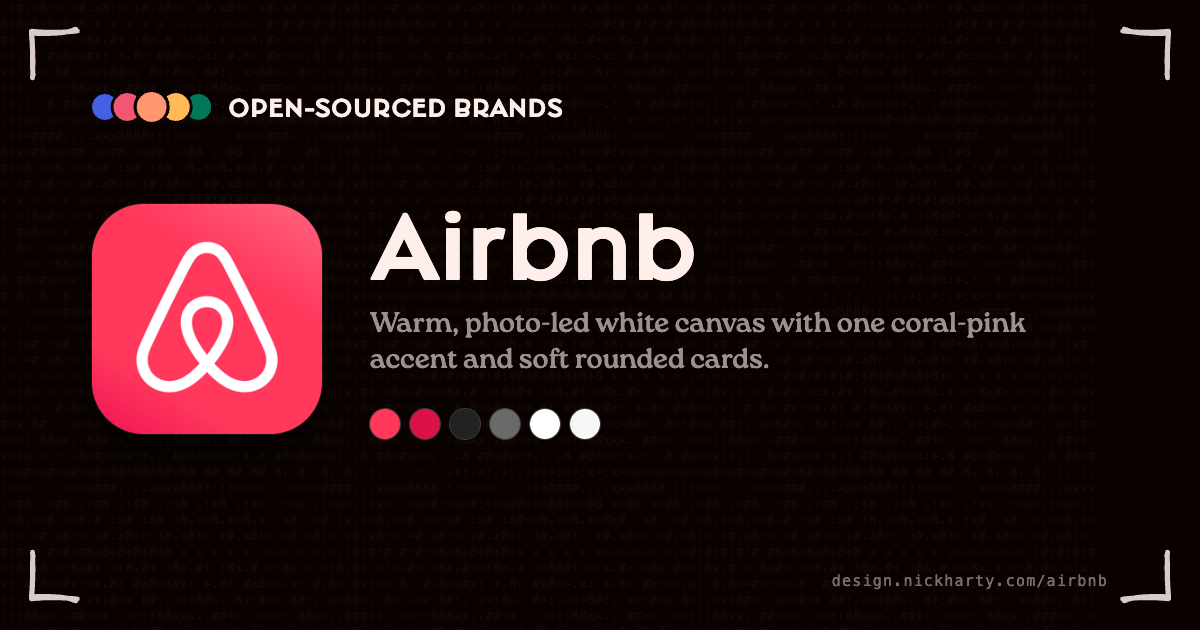 OPEN-SOURCED BRANDS
Airbnb
Warm, photo-led white canvas with one coral-pink
accent and soft rounded cards.
design.nickharty.com/airbnb